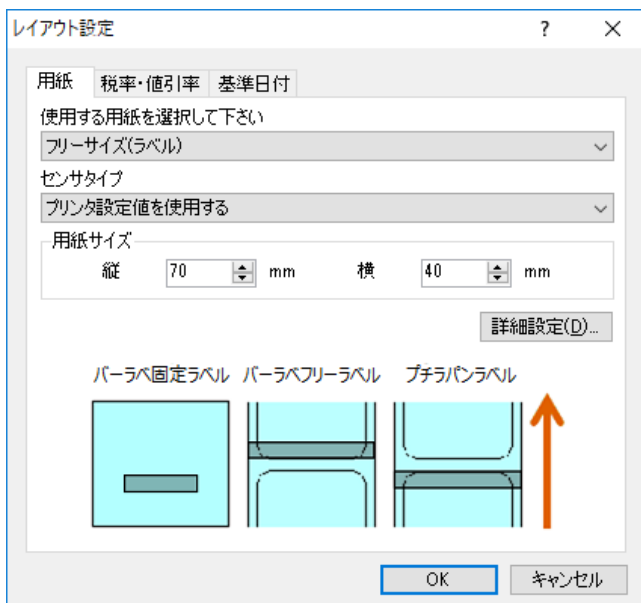 レイアウト設定 ?
用紙 税率・値引率 基準日付
使用する用紙を選択して下さい
フリーサイズ(ラベル)
センサタイプ
プリンタ設定値を使用する
用紙サイズ
縦 70 mm 横 40 mm
詳細設定(D)...
バーラベ固定ラベル バーラベフリーラベル プチラパンラベル
OK キャンセル